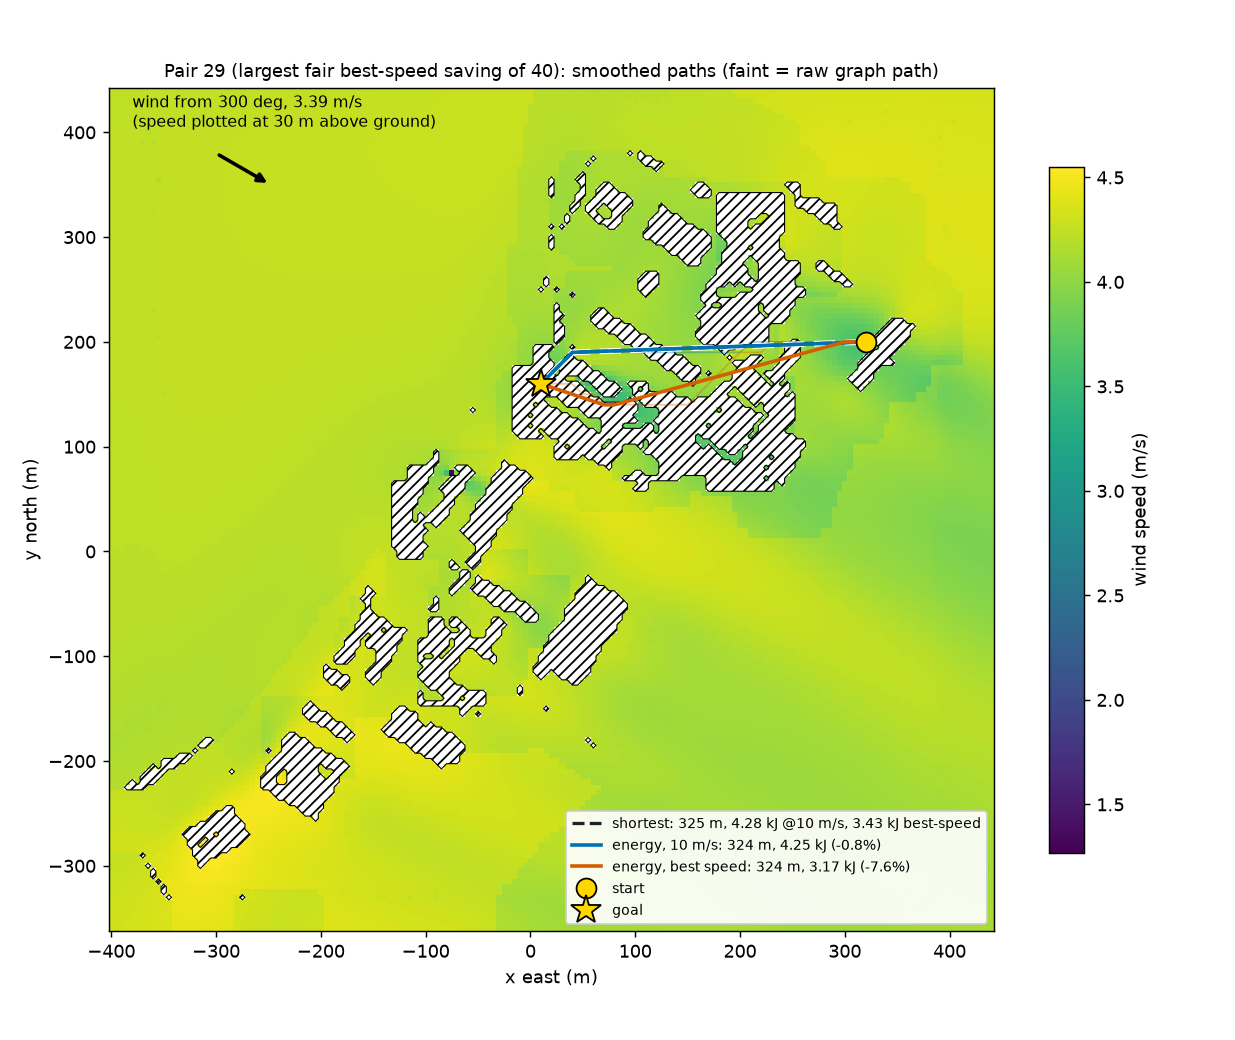 Pair 29 (largest fair best-speed saving of 40): smoothed paths (faint = raw graph path)
wind from 300 deg, 3.39 m/s
(speed plotted at 30 m above ground)
400
300
200
100
0
−100
−200
−300
y north (m)
−400 −300 −200 −100 0 100 200 300 400
x east (m)
shortest: 325 m, 4.28 kJ @10 m/s, 3.43 kJ best-speed
energy, 10 m/s: 324 m, 4.25 kJ (-0.8%)
energy, best speed: 324 m, 3.17 kJ (-7.6%)
start
goal
4.5
4.0
3.5
3.0
2.5
2.0
1.5
wind speed (m/s)